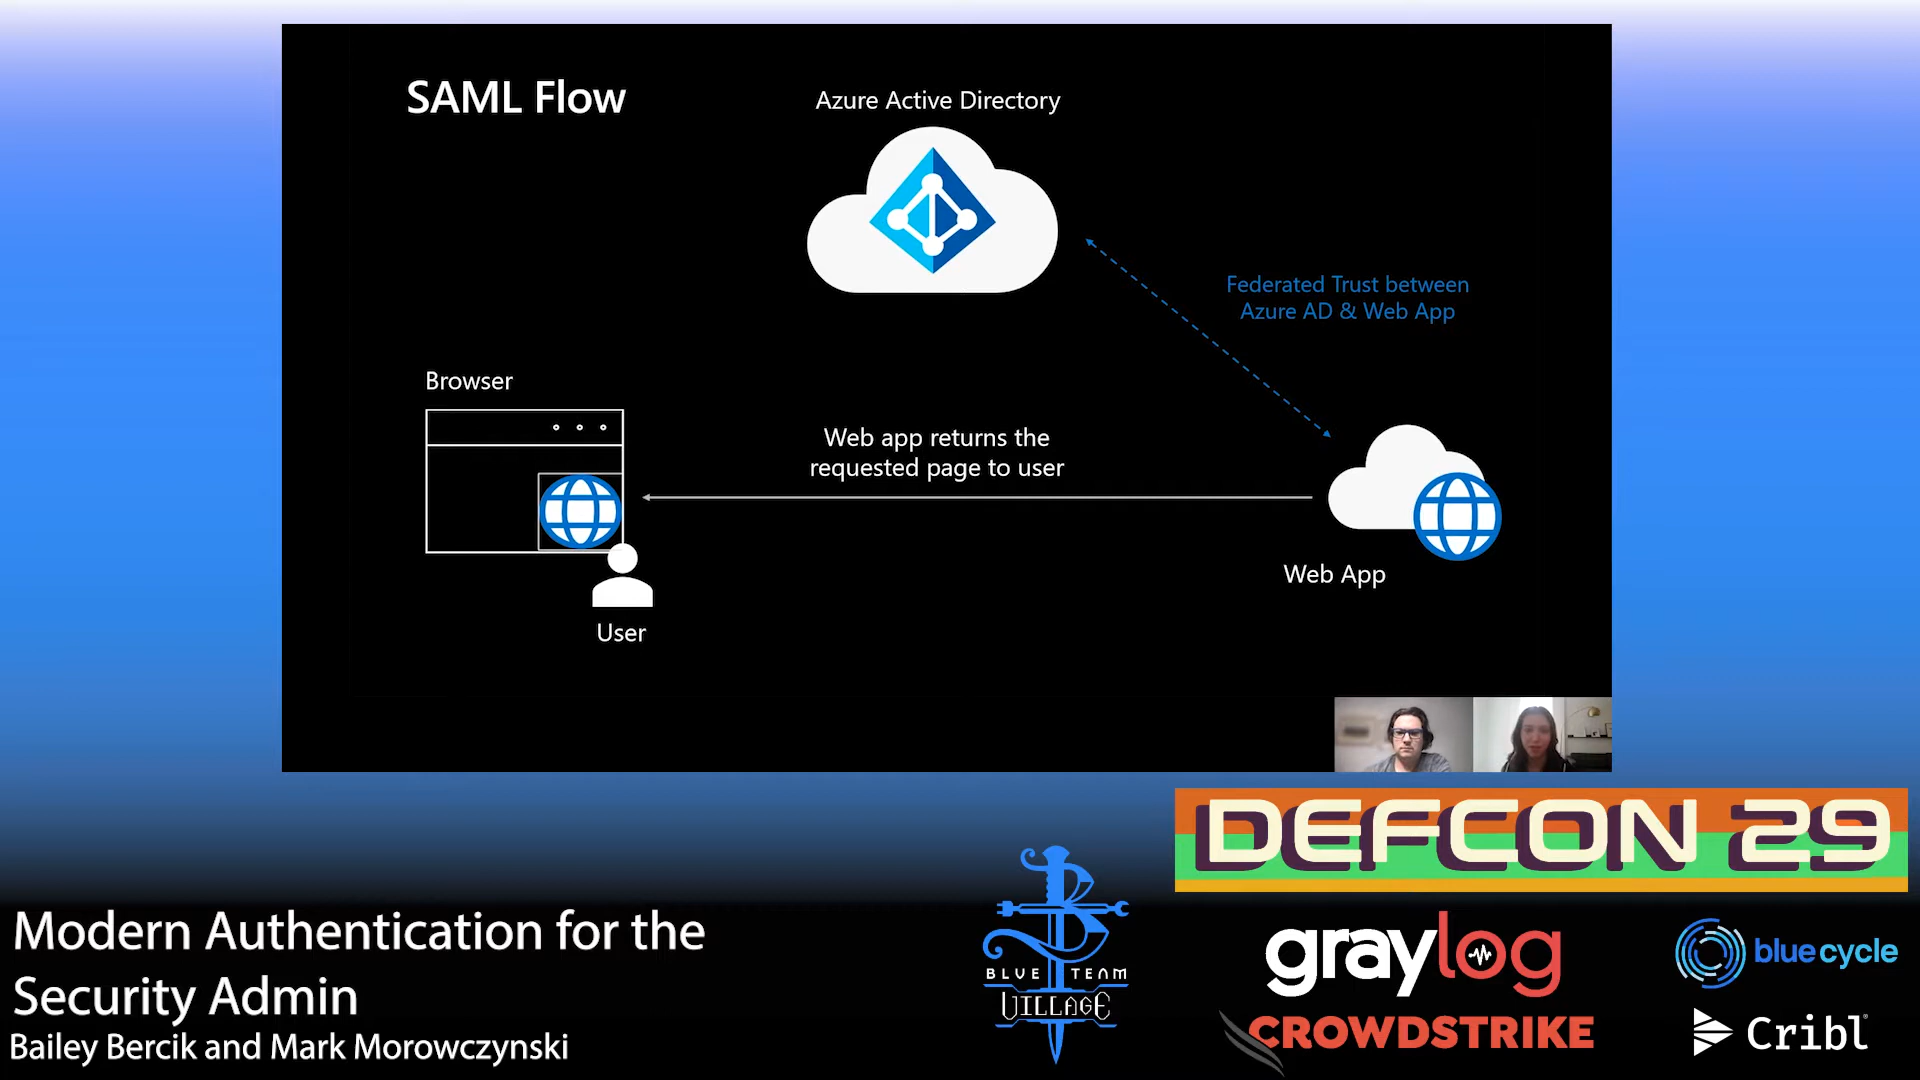 SAML Flow
Azure Active Directory
Federated Trust between
Azure AD & Web App
Browser
Web app returns the
requested page to user
Web App
User
DEFCON 29
Modern Authentication for the
Security Admin
Bailey Bercik and Mark Morowczynski
BLUE TEAM
VILLAGE
graylog
blue cycle
CROWDSTRIKE
Cribl